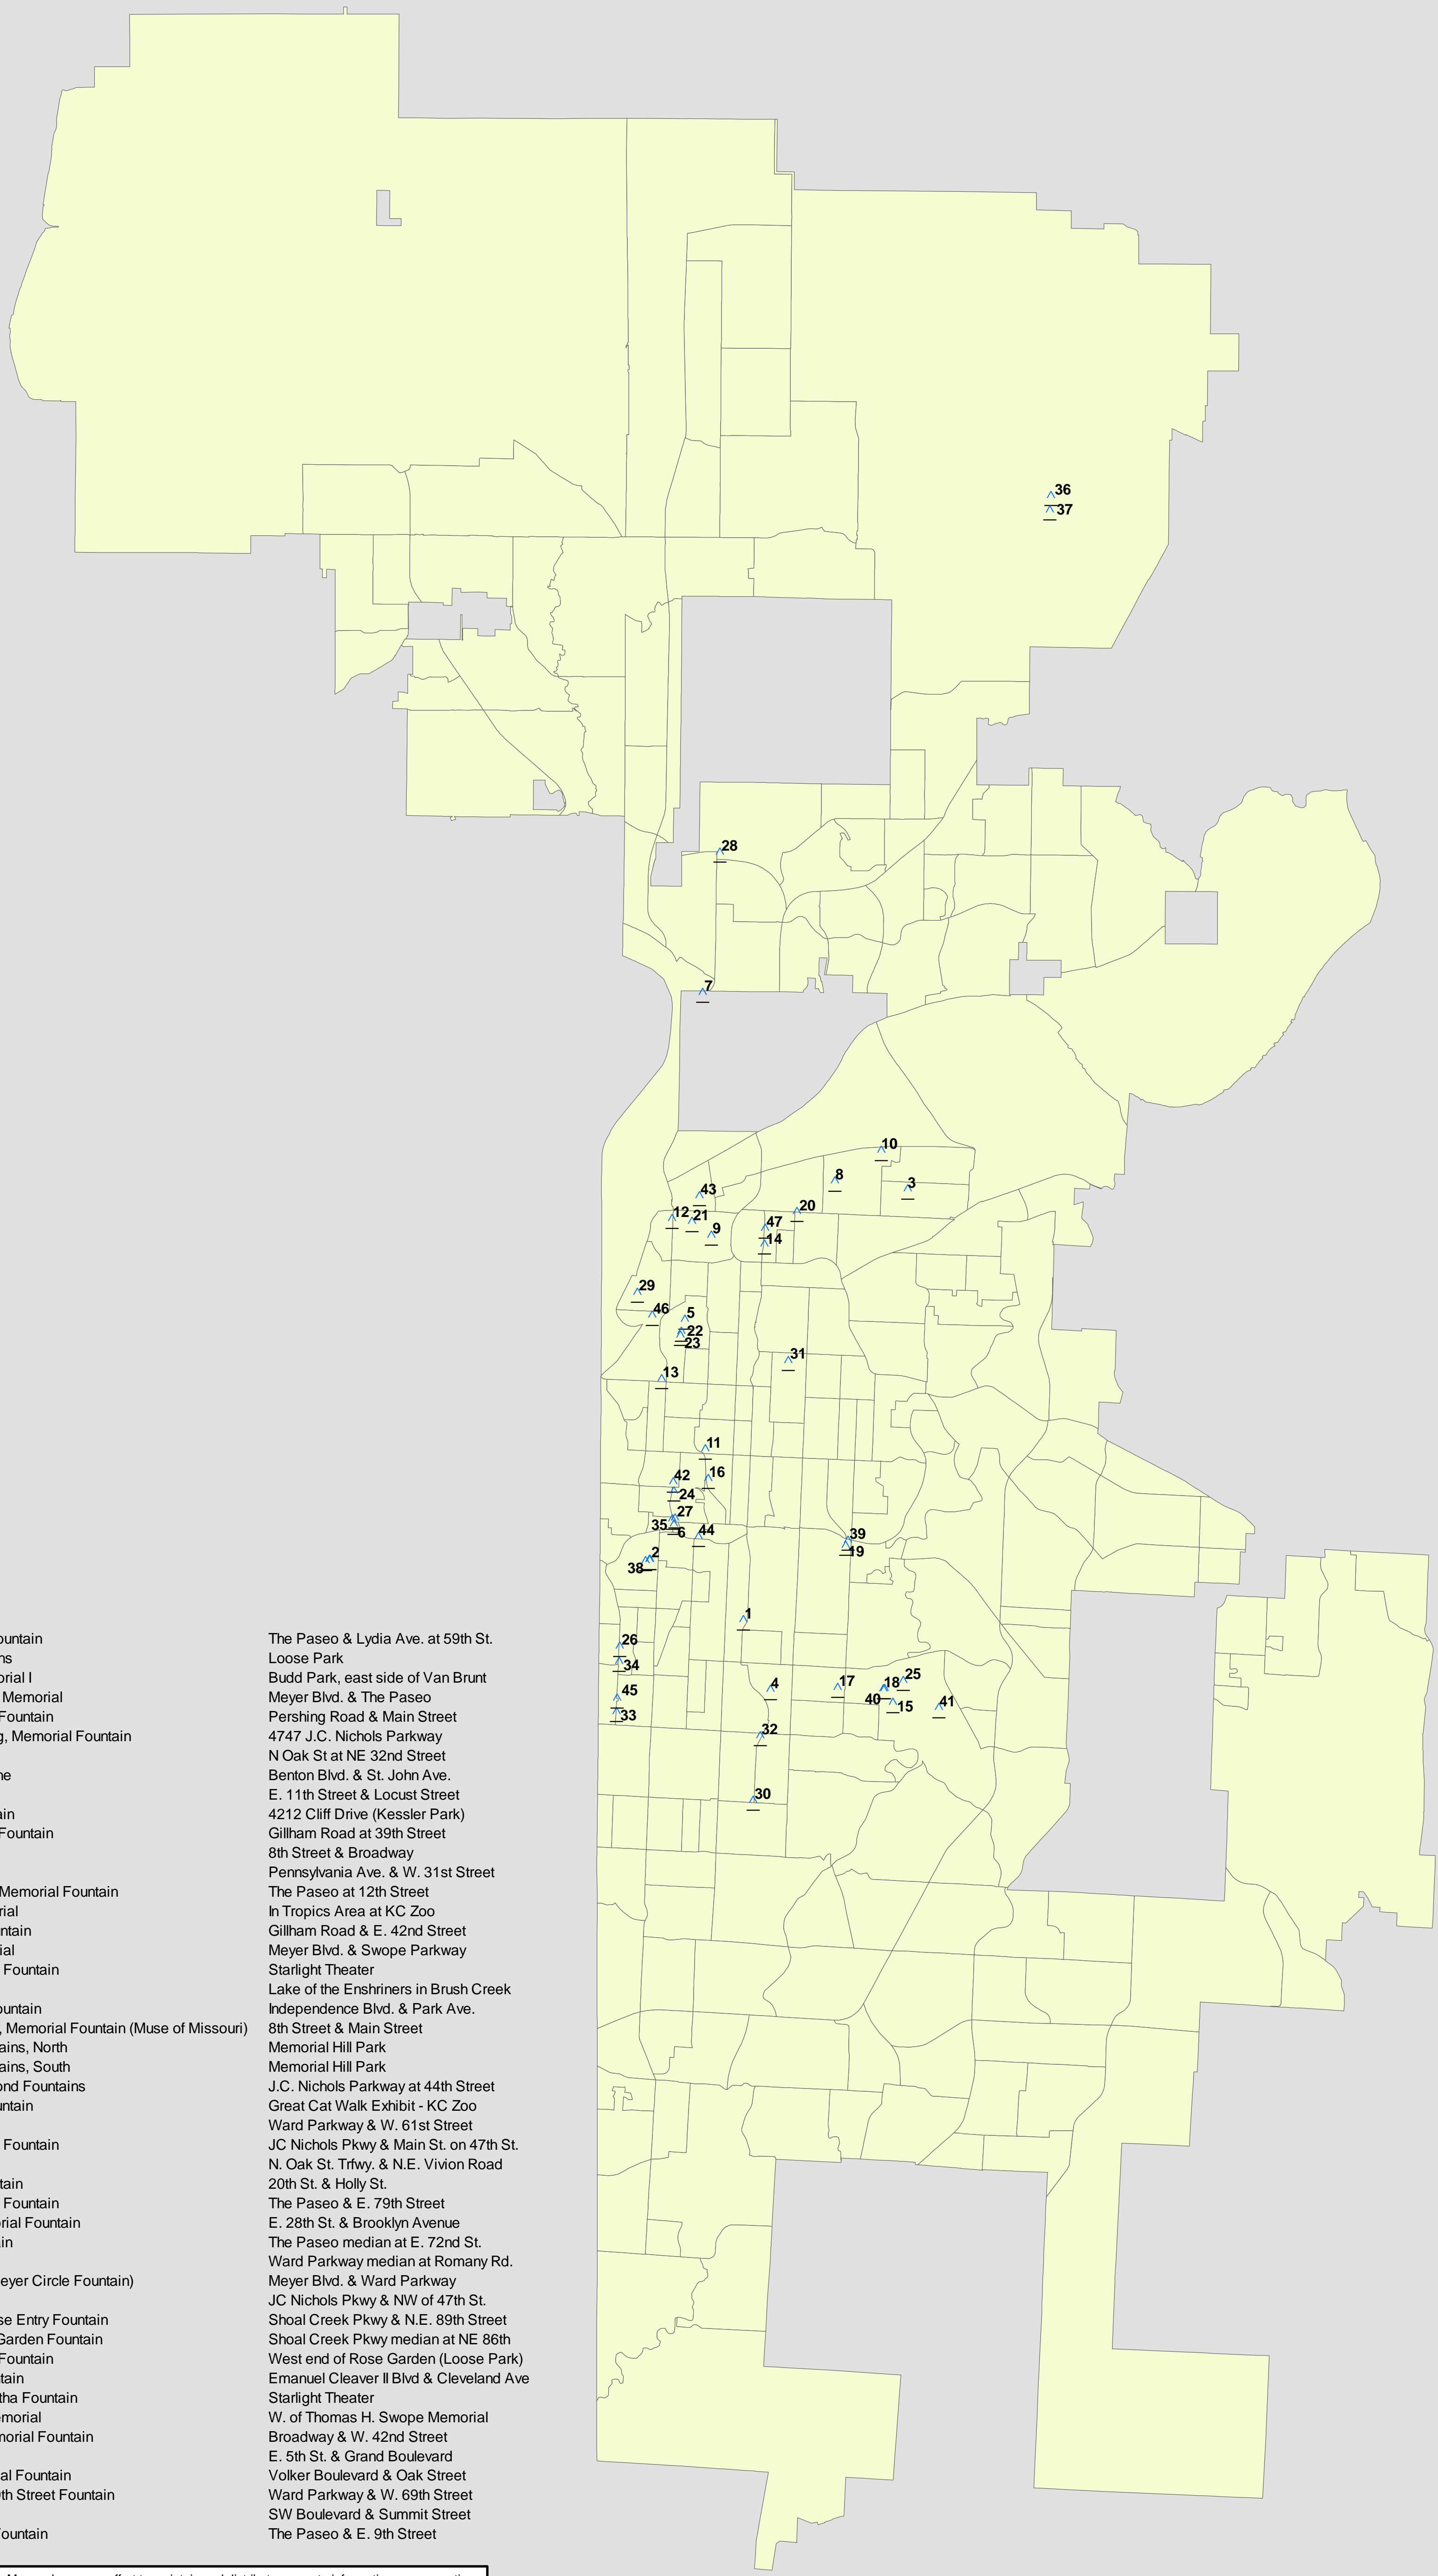 36
37
28
7
10
8
3
43
20
12
21
47
9
14
29
46
5
22
23
31
13
11
42
16
24
27
35
6
44
39
19
2
38
1
26
34
25
17
18
4
45
40
15
41
33
32
30
ountain The Paseo & Lydia Ave. at 59th St.
ns Loose Park
orial I Budd Park, east side of Van Brunt
Memorial Meyer Blvd. & The Paseo
Fountain Pershing Road & Main Street
g, Memorial Fountain 4747 J.C. Nichols Parkway
N Oak St at NE 32nd Street
ne Benton Blvd. & St. John Ave.
E. 11th Street & Locust Street
ain 4212 Cliff Drive (Kessler Park)
Fountain Gillham Road at 39th Street
8th Street & Broadway
Pennsylvania Ave. & W. 31st Street
Memorial Fountain The Paseo at 12th Street
rial In Tropics Area at KC Zoo
ntain Gillham Road & E. 42nd Street
ial Meyer Blvd. & Swope Parkway
Fountain Starlight Theater
Lake of the Enshriners in Brush Creek
ountain Independence Blvd. & Park Ave.
, Memorial Fountain (Muse of Missouri) 8th Street & Main Street
ains, North Memorial Hill Park
ains, South Memorial Hill Park
ond Fountains J.C. Nichols Parkway at 44th Street
untain Great Cat Walk Exhibit - KC Zoo
Ward Parkway & W. 61st Street
Fountain JC Nichols Pkwy & Main St. on 47th St.
N. Oak St. Trfwy. & N.E. Vivion Road
tain 20th St. & Holly St.
Fountain The Paseo & E. 79th Street
rial Fountain E. 28th St. & Brooklyn Avenue
in The Paseo median at E. 72nd St.
Ward Parkway median at Romany Rd.
eyer Circle Fountain) Meyer Blvd. & Ward Parkway
JC Nichols Pkwy & NW of 47th St.
se Entry Fountain Shoal Creek Pkwy & N.E. 89th Street
Garden Fountain Shoal Creek Pkwy median at NE 86th
Fountain West end of Rose Garden (Loose Park)
tain Emanuel Cleaver II Blvd & Cleveland Ave
tha Fountain Starlight Theater
emorial W. of Thomas H. Swope Memorial
morial Fountain Broadway & W. 42nd Street
E. 5th St. & Grand Boulevard
al Fountain Volker Boulevard & Oak Street
9th Street Fountain Ward Parkway & W. 69th Street
SW Boulevard & Summit Street
Fountain The Paseo & E. 9th Street